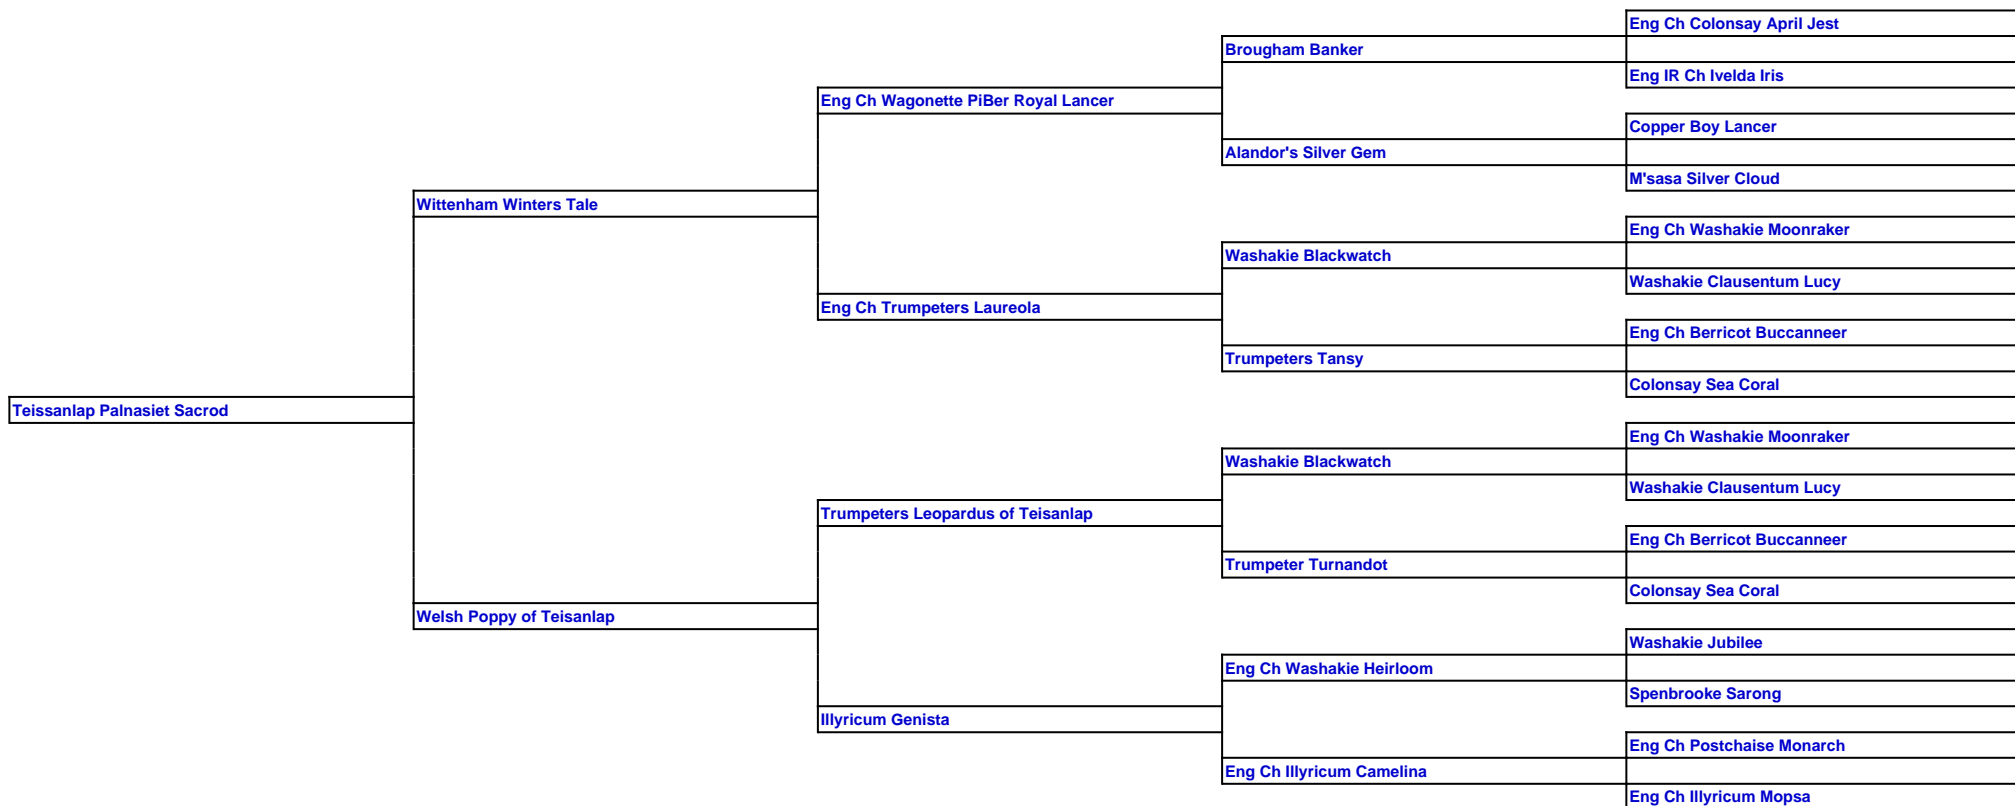 Eng Ch Colonsay April Jest
Brougham Banker
Eng IR Ch Ivelda Iris
Eng Ch Wagonette PiBer Royal Lancer
Copper Boy Lancer
Alandor's Silver Gem
M'sasa Silver Cloud
Wittenham Winters Tale
Eng Ch Washakie Moonraker
Washakie Blackwatch
Washakie Clausentum Lucy
Eng Ch Trumpeters Laureola
Eng Ch Berricot Buccanneer
Trumpeters Tansy
Colonsay Sea Coral
Teissanlap Palnasiet Sacrod
Eng Ch Washakie Moonraker
Washakie Blackwatch
Washakie Clausentum Lucy
Trumpeters Leopardus of Teisanlap
Eng Ch Berricot Buccanneer
Trumpeter Turnandot
Colonsay Sea Coral
Welsh Poppy of Teisanlap
Washakie Jubilee
Eng Ch Washakie Heirloom
Spenbrooke Sarong
Illyricum Genista
Eng Ch Postchaise Monarch
Eng Ch Illyricum Camelina
Eng Ch Illyricum Mopsa